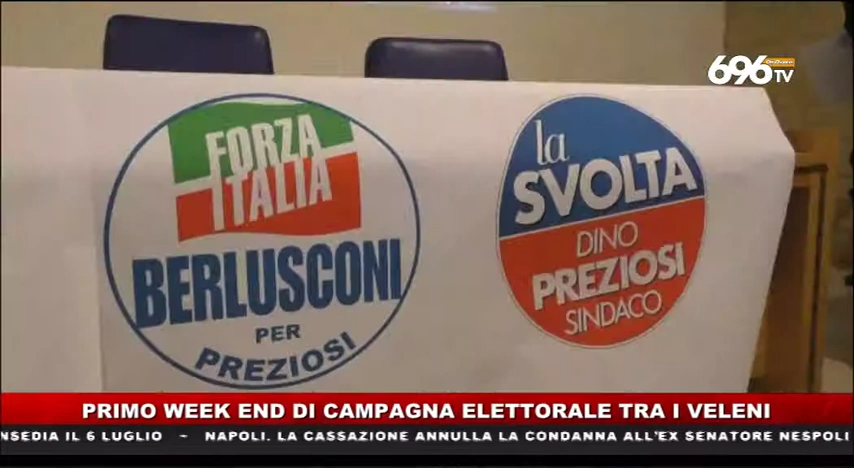 696 TV
FORZA
ITALIA
BERLUSCONI
PER
PREZIOSI
la
SVOLTA
DINO
PREZIOSI
SINDACO
PRIMO WEEK END DI CAMPAGNA ELETTORALE TRA I VELENI
NSEDIA IL 6 LUGLIO ~ NAPOLI. LA CASSAZIONE ANNULLA LA CONDANNA ALL'EX SENATORE NESPOLI